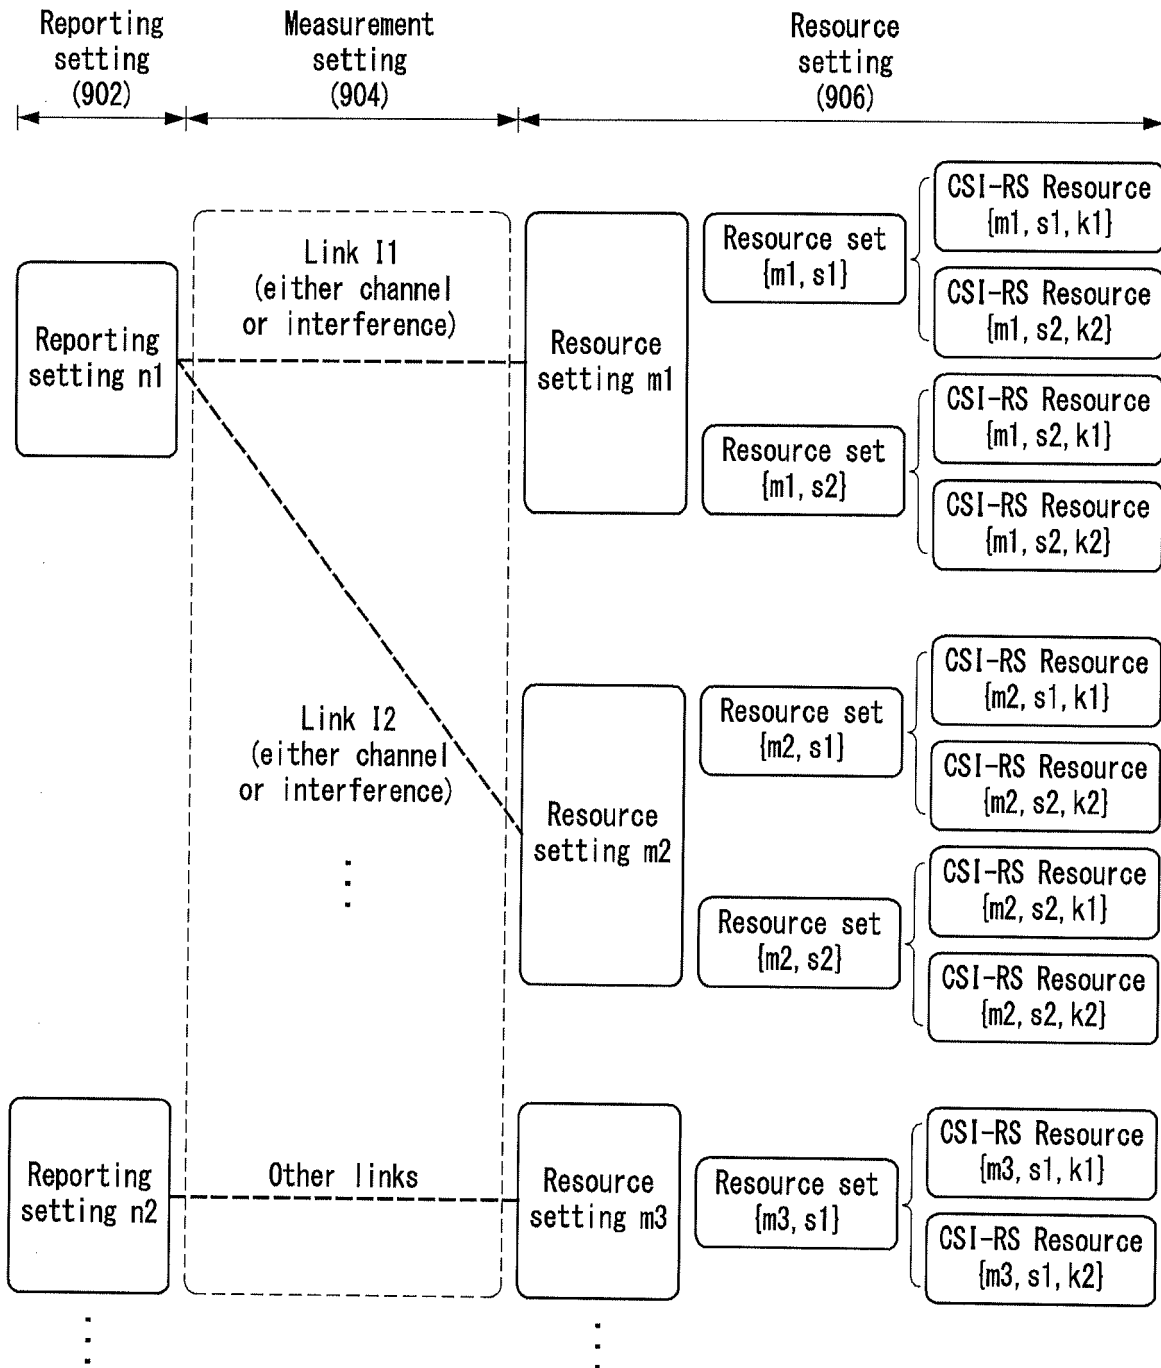 Reporting
setting
(902)
Measurement
setting
(904)
Resource
setting
(906)
Reporting
setting n1
Link I1
(either channel
or interference)
Resource
setting m1
Resource set
{m1, s1}
CSI-RS Resource
{m1, s1, k1}
CSI-RS Resource
{m1, s2, k2}
Resource set
{m1, s2}
CSI-RS Resource
{m1, s2, k1}
CSI-RS Resource
{m1, s2, k2}
Link I2
(either channel
or interference)
Resource
setting m2
Resource set
{m2, s1}
CSI-RS Resource
{m2, s1, k1}
CSI-RS Resource
{m2, s2, k2}
Resource set
{m2, s2}
CSI-RS Resource
{m2, s2, k1}
CSI-RS Resource
{m2, s2, k2}
Reporting
setting n2
Other links
Resource
setting m3
Resource set
{m3, s1}
CSI-RS Resource
{m3, s1, k1}
CSI-RS Resource
{m3, s1, k2}